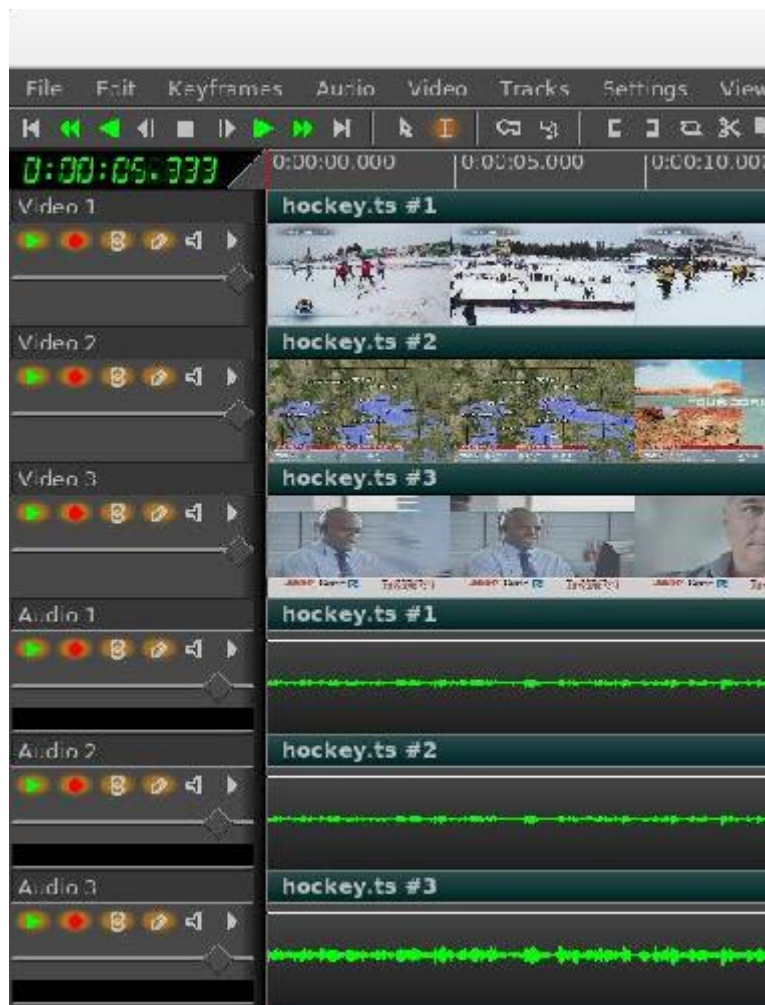 File Edit Keyframes Audio Video Tracks Settings View
0:00:05.333 0:00:00.000 0:00:05.000 0:00:10.000
Video 1 hockey.ts #1
Video 2 hockey.ts #2
Video 3 hockey.ts #3
Audio 1 hockey.ts #1
Audio 2 hockey.ts #2
Audio 3 hockey.ts #3